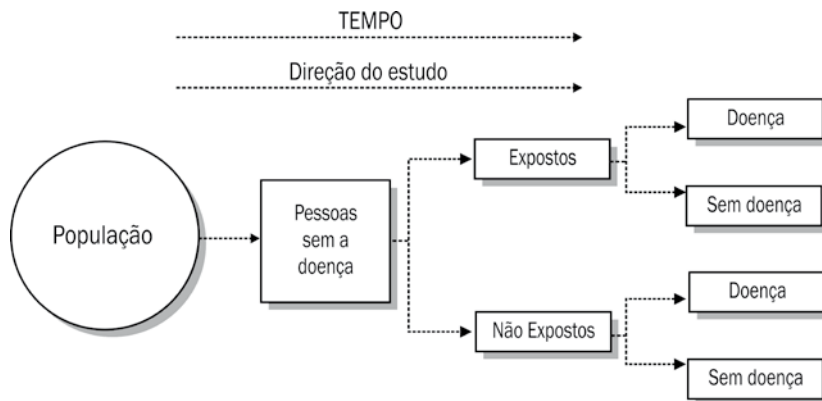 TEMPO
Direção do estudo
População
Pessoas
sem a
doença
Expostos
Doença
Sem doença
Não Expostos
Doença
Sem doença